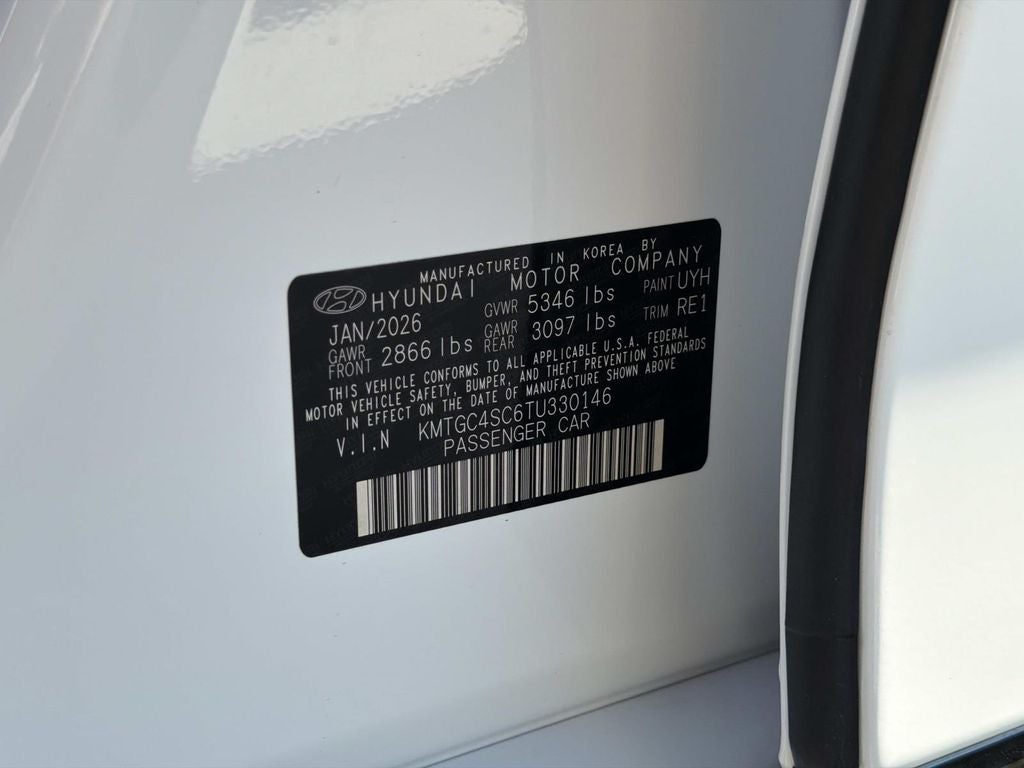 MANUFACTURED IN KOREA BY
HYUNDAI MOTOR COMPANY
JAN/2026 GVWR 5346 lbs PAINT UYH
GAWR FRONT 2866 lbs GAWR REAR 3097 lbs TRIM RE1
THIS VEHICLE CONFORMS TO ALL APPLICABLE U.S.A. FEDERAL
MOTOR VEHICLE SAFETY, BUMPER, AND THEFT PREVENTION STANDARDS
IN EFFECT ON THE DATE OF MANUFACTURE SHOWN ABOVE
V.I.N KMTGC4SC6TU330146
PASSENGER CAR